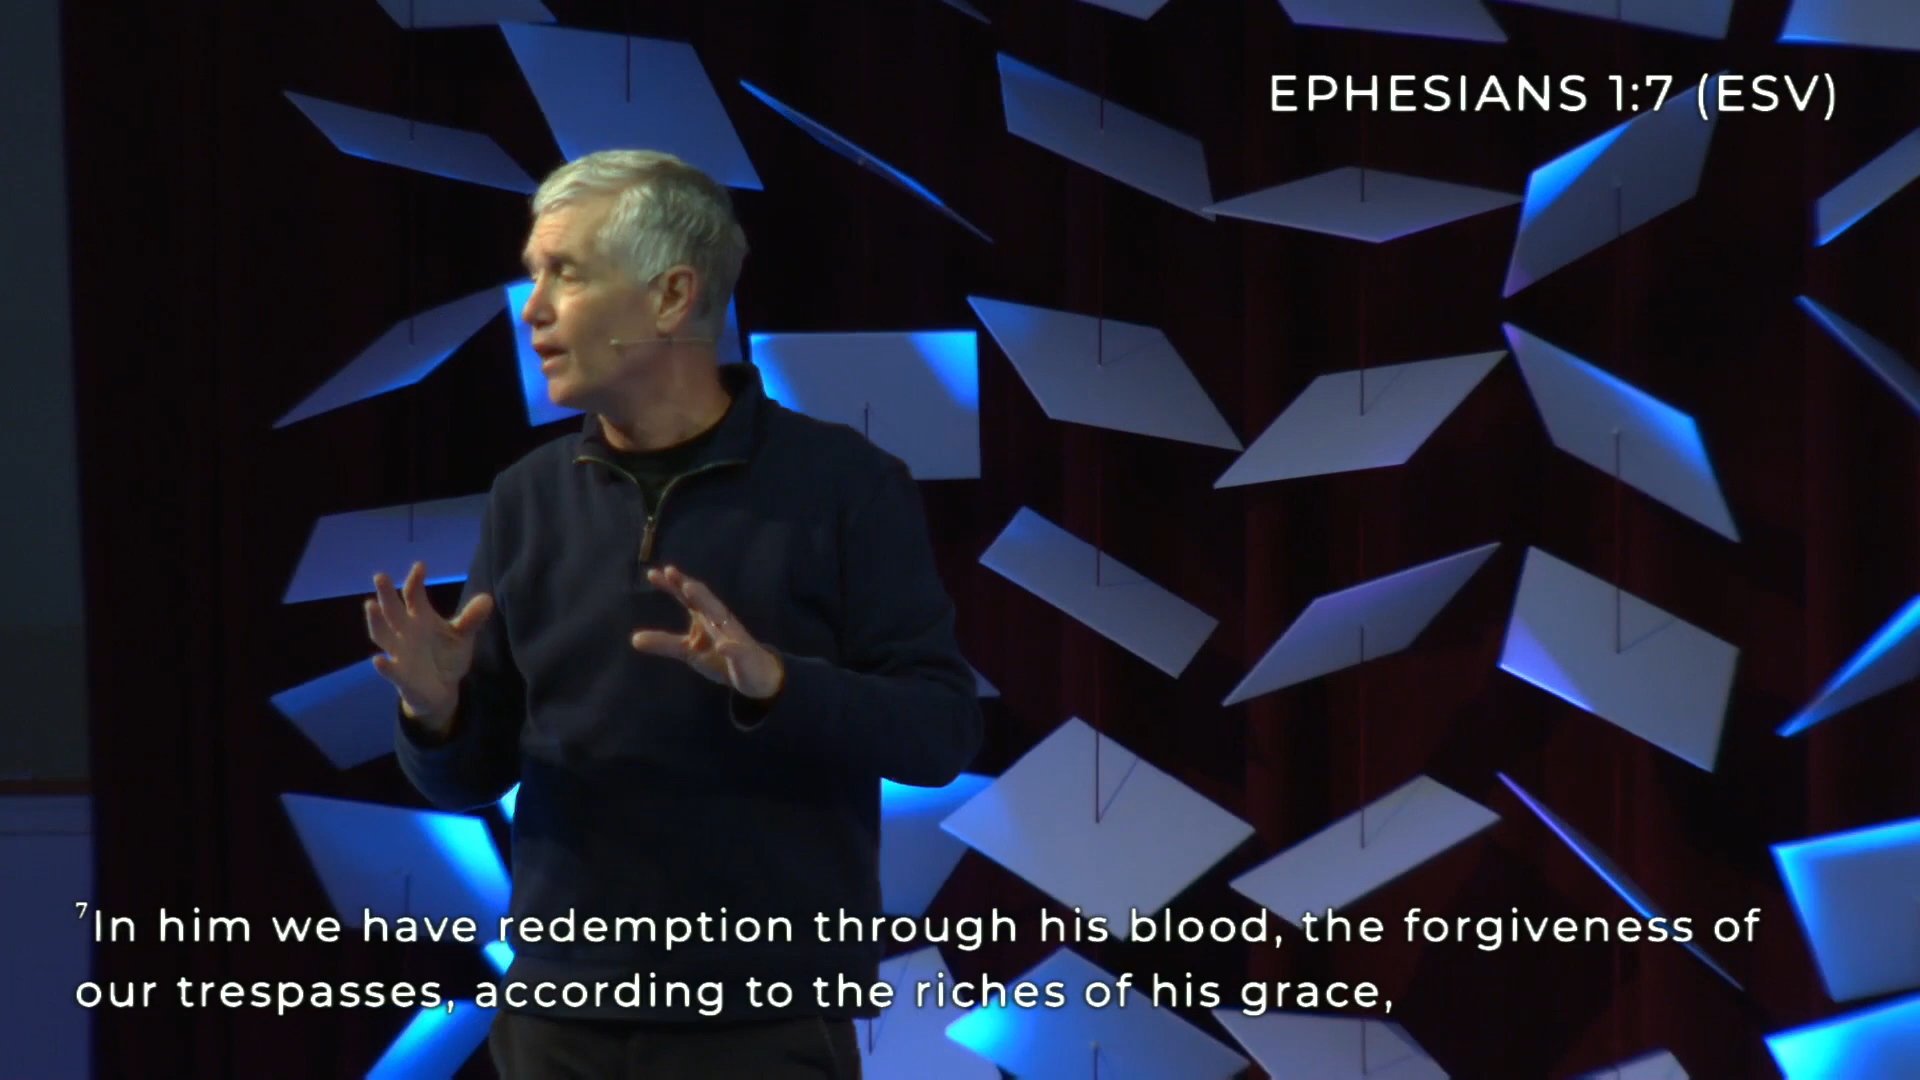 EPHESIANS 1:7 (ESV)
⁷In him we have redemption through his blood, the forgiveness of
our trespasses, according to the riches of his grace,